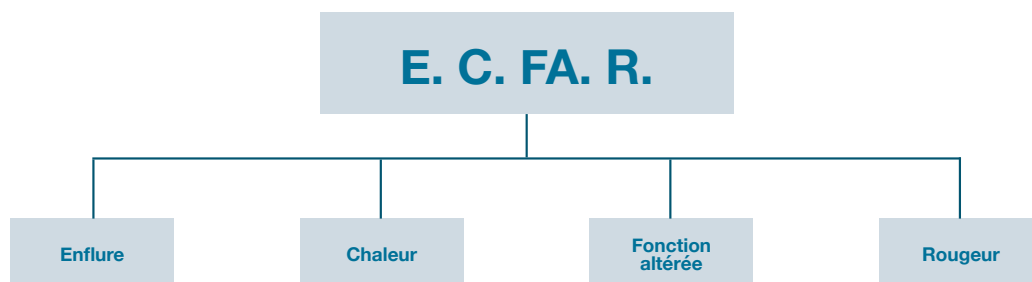 E. C. FA. R.
Enflure
Chaleur
Fonction
altérée
Rougeur